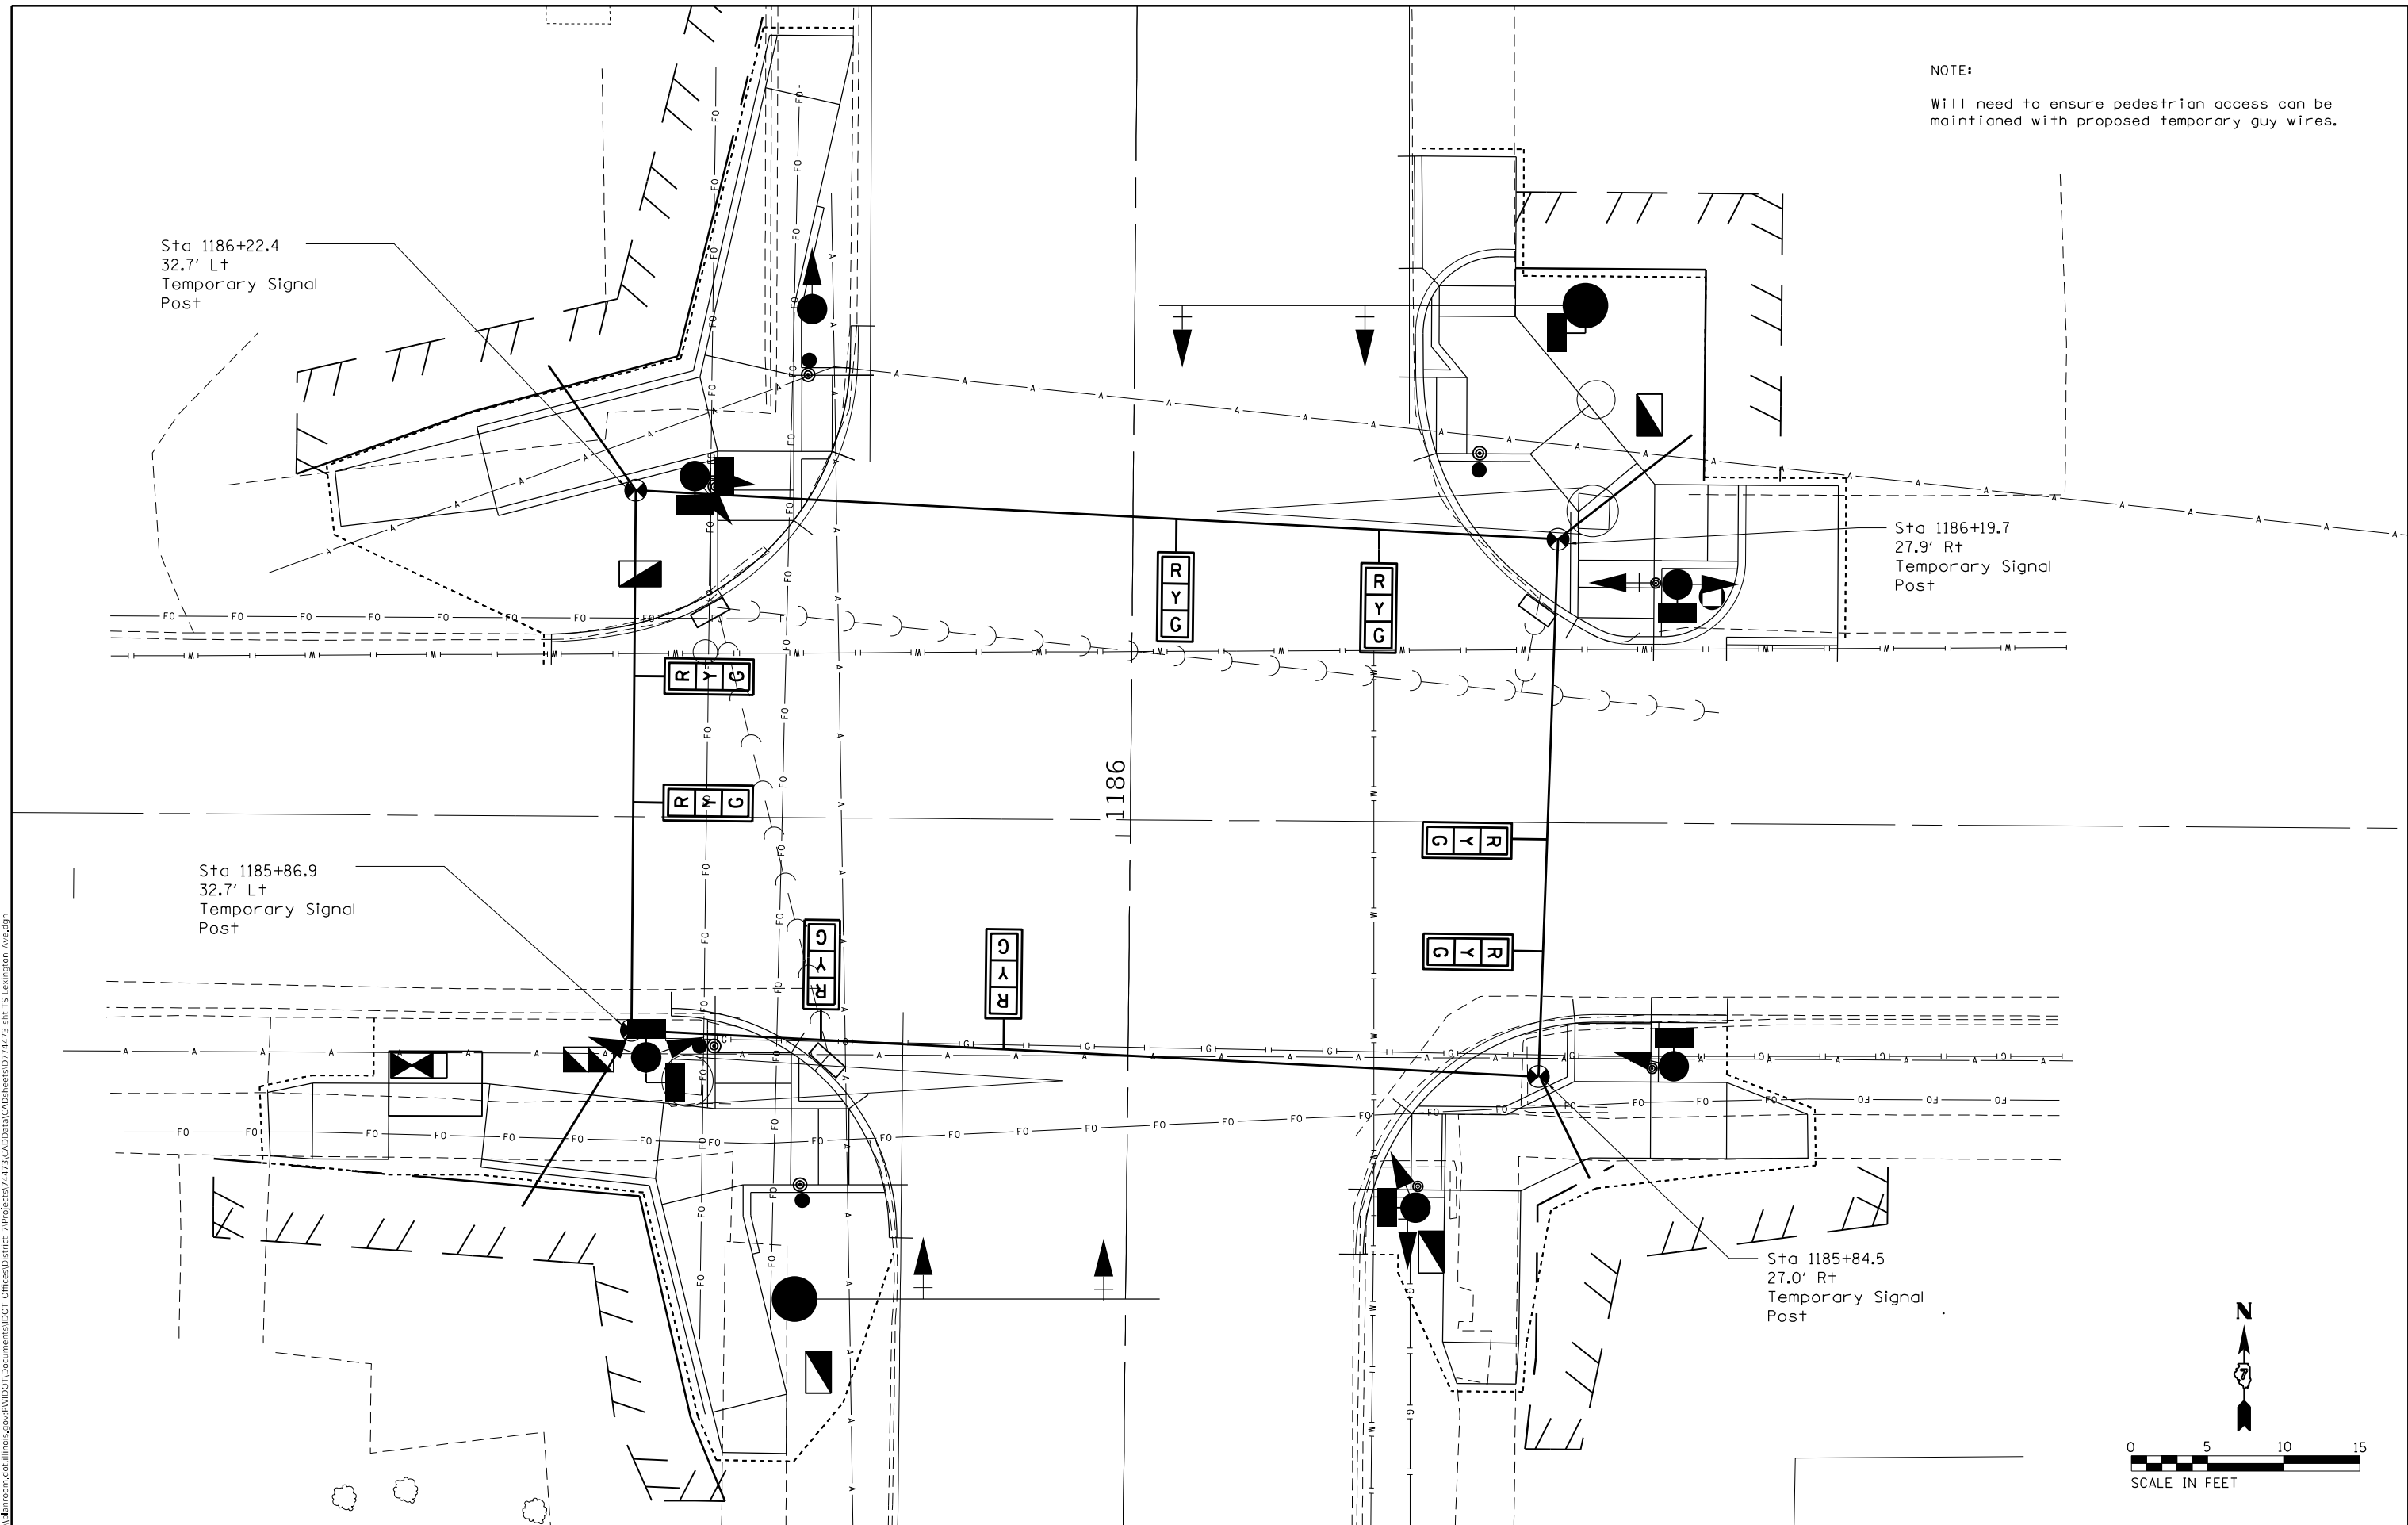 NOTE:
Will need to ensure pedestrian access can be
maintianed with proposed temporary guy wires.
Sta 1186+22.4
32.7' Lt
Temporary Signal
Post
Sta 1186+19.7
27.9' Rt
Temporary Signal
Post
R
Y
G
R
Y
G
R Y G
R Y G
1186
R Y G
R Y G
Sta 1185+86.9
32.7' Lt
Temporary Signal
Post
R Y G
R Y G
Sta 1185+84.5
27.0' Rt
Temporary Signal
Post
N
7
0 5 10 15
SCALE IN FEET